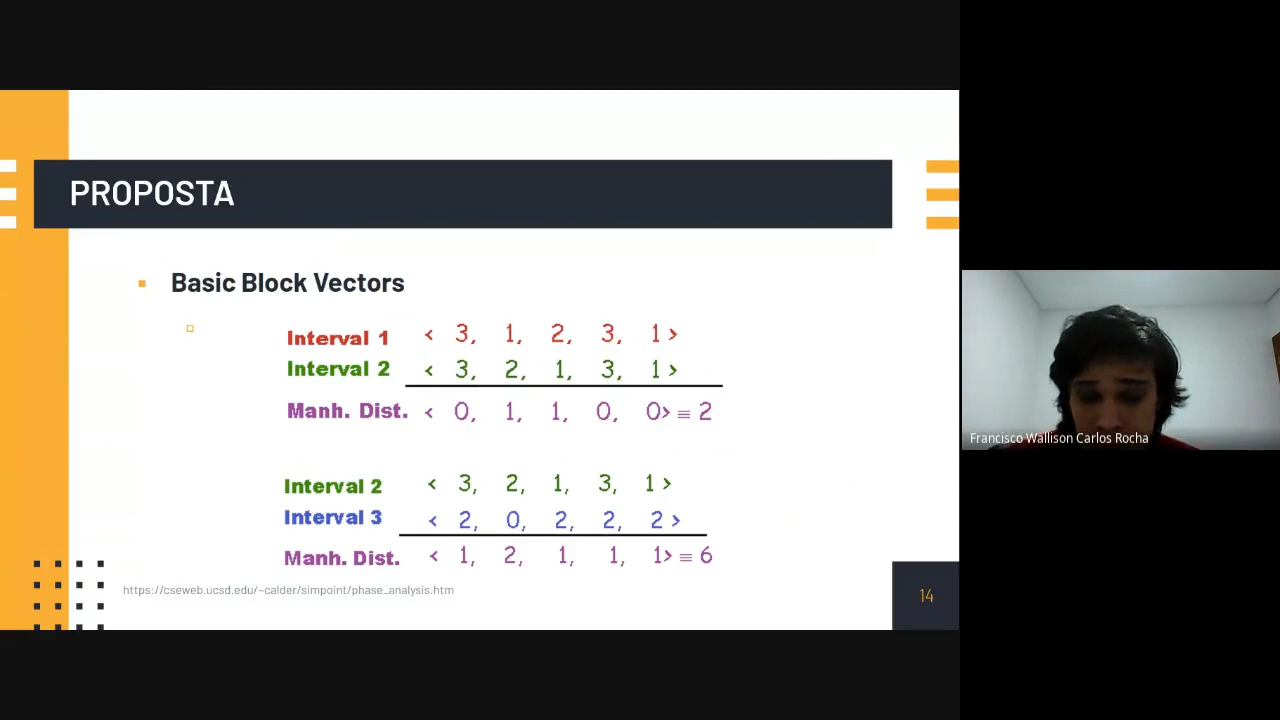 PROPOSTA
Basic Block Vectors
Interval 1 < 3, 1, 2, 3, 1 >
Interval 2 < 3, 2, 1, 3, 1 >
Manh. Dist. < 0, 1, 1, 0, 0> = 2
Interval 2 < 3, 2, 1, 3, 1 >
Interval 3 < 2, 0, 2, 2, 2 >
Manh. Dist. < 1, 2, 1, 1, 1> = 6
https://cseweb.ucsd.edu/~calder/simpoint/phase_analysis.htm
14
Francisco Wallison Carlos Rocha